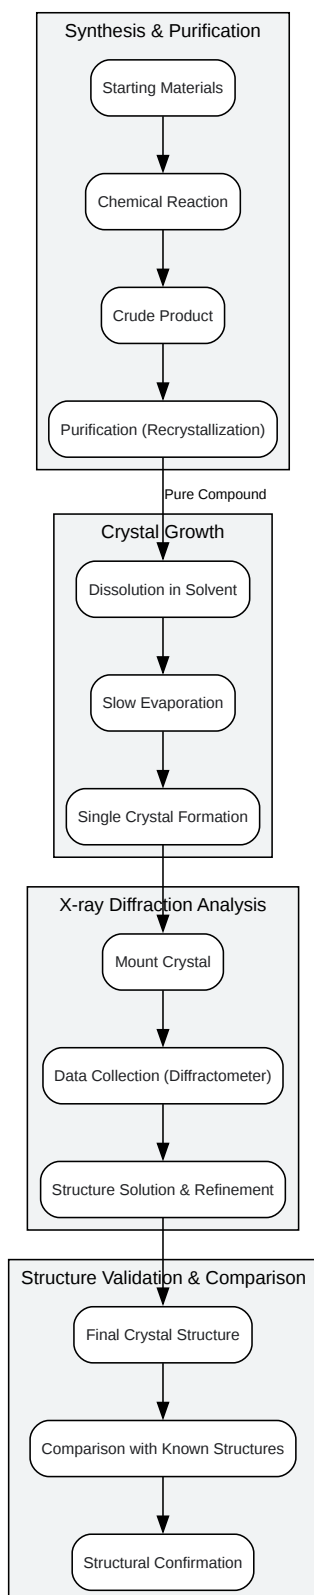 Synthesis & Purification
Starting Materials
Chemical Reaction
Crude Product
Purification (Recrystallization)
Pure Compound
Crystal Growth
Dissolution in Solvent
Slow Evaporation
Single Crystal Formation
X-ray Diffraction Analysis
Mount Crystal
Data Collection (Diffractometer)
Structure Solution & Refinement
Structure Validation & Comparison
Final Crystal Structure
Comparison with Known Structures
Structural Confirmation